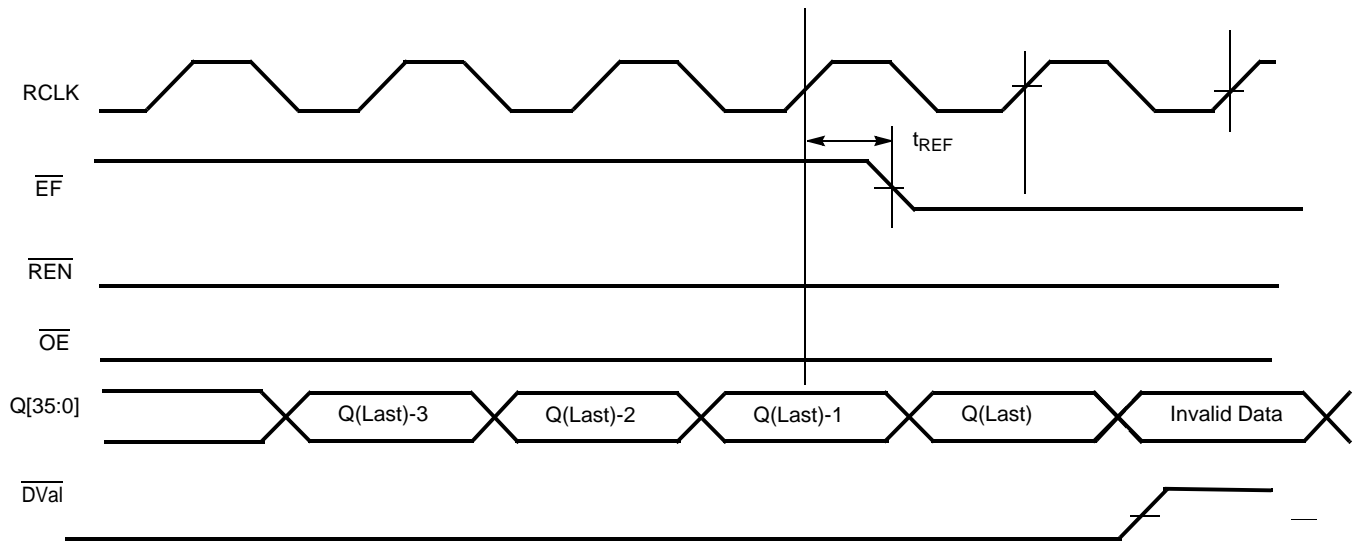 RCLK
tREF
EF
REN
OE
Q[35:0]
Q(Last)-3
Q(Last)-2
Q(Last)-1
Q(Last)
Invalid Data
DVal